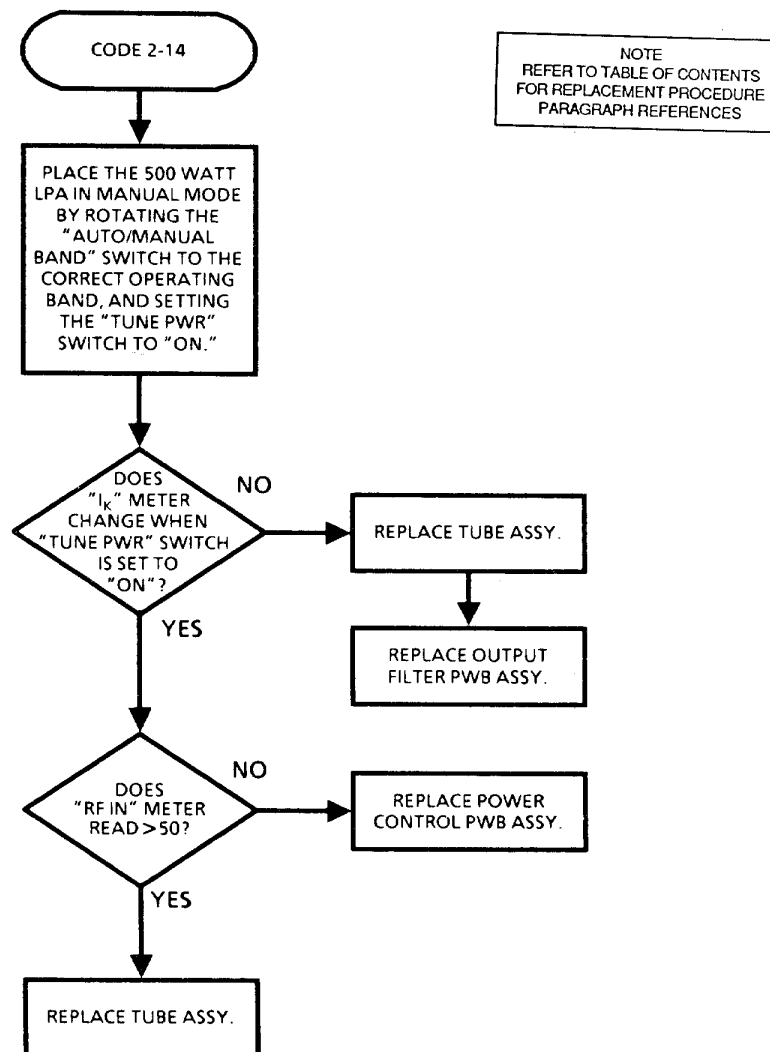 CODE 2-14
NOTE
REFER TO TABLE OF CONTENTS
FOR REPLACEMENT PROCEDURE
PARAGRAPH REFERENCES
PLACE THE 500 WATT
LPA IN MANUAL MODE
BY ROTATING THE
"AUTO/MANUAL
BAND" SWITCH TO THE
CORRECT OPERATING
BAND, AND SETTING
THE "TUNE PWR"
SWITCH TO "ON."
DOES
"IK" METER
CHANGE WHEN
"TUNE PWR" SWITCH
IS SET TO
"ON"?
NO
REPLACE TUBE ASSY.
YES
REPLACE OUTPUT
FILTER PWB ASSY.
DOES
"RF IN" METER
READ >50?
NO
REPLACE POWER
CONTROL PWB ASSY.
YES
REPLACE TUBE ASSY.